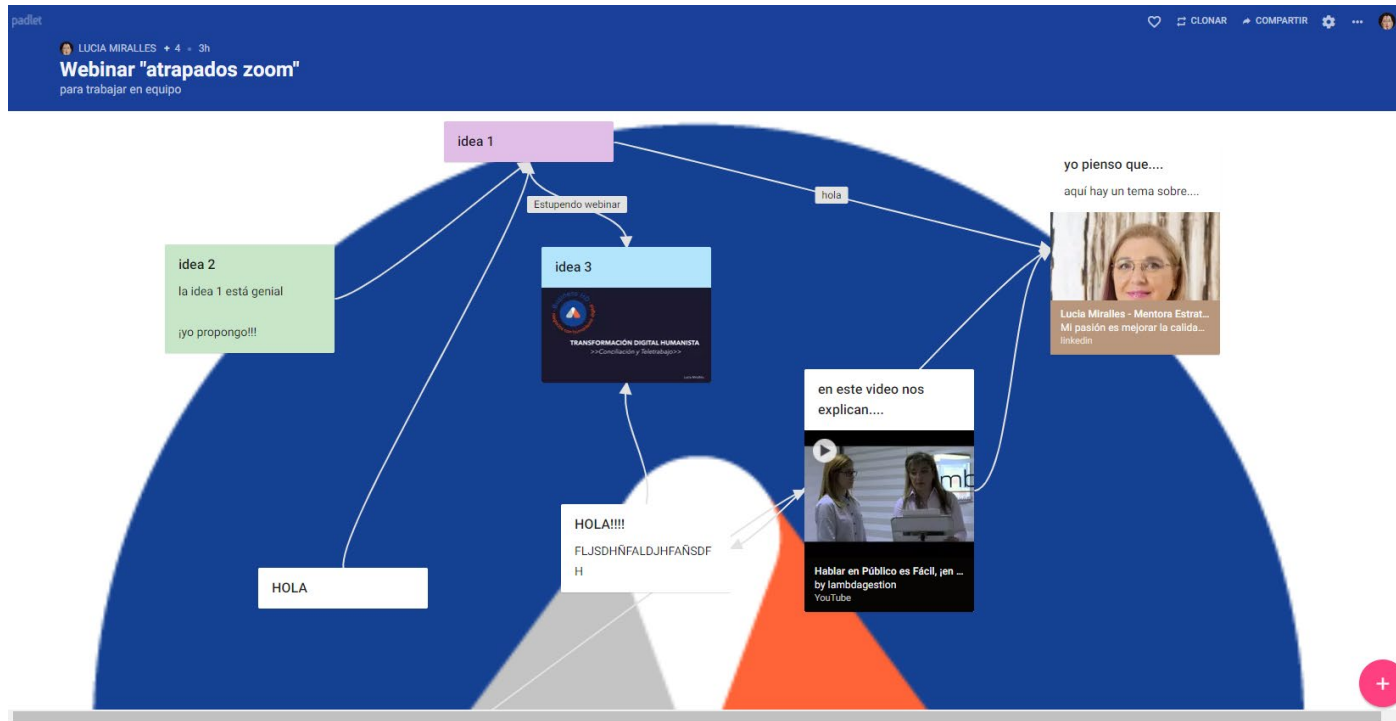 padlet
CLONAR
COMPARTIR
LUCIA MIRALLES + 4 • 3h
Webinar "atrapados zoom"
para trabajar en equipo
idea 1
yo pienso que....
aquí hay un tema sobre....
hola
Estupendo webinar
idea 2
la idea 1 está genial
¡yo propongo!!!
idea 3
TRANSFORMACIÓN DIGITAL HUMANISTA
>>Conciliación y Teletrabajo>>
Lucia Miralles - Mentora Estrat...
Mi pasión es mejorar la calida...
linkedin
en este video nos
explican....
mb
Hablar en Público es Fácil, ¡en ...
by lambdagestion
YouTube
HOLA!!!!
FLJSDHÑFALDJHFAÑSDF
H
HOLA